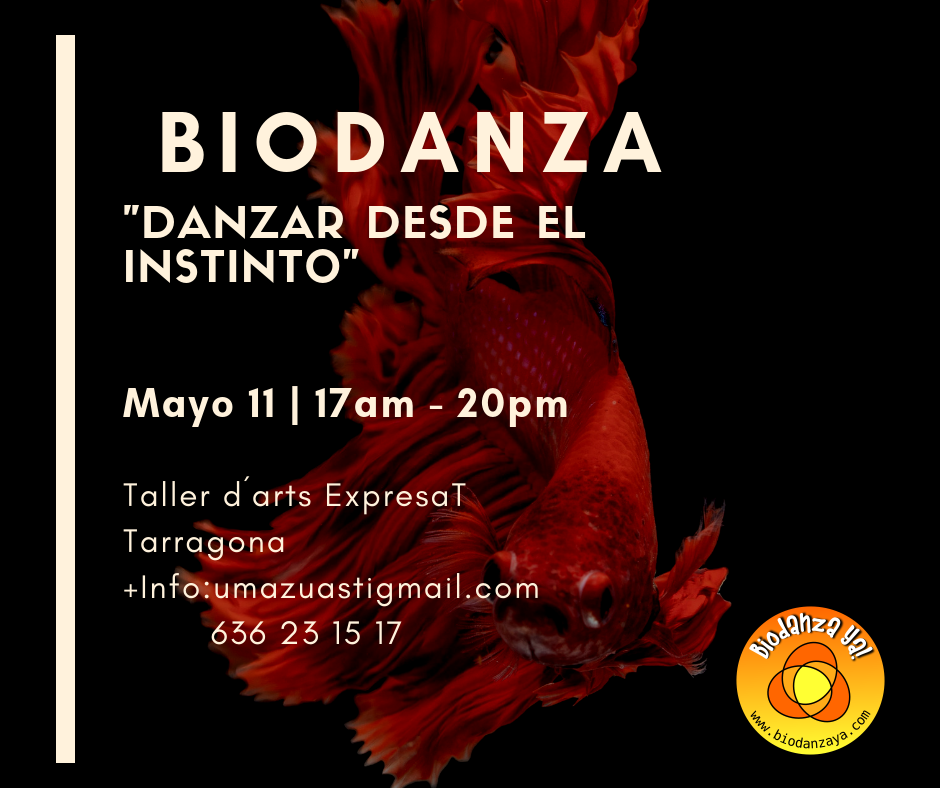 BIODANZA
"DANZAR DESDE EL
INSTINTO"
Mayo 11 | 17am - 20pm
Taller d´arts ExpresaT
Tarragona
+Info:umazuastigmail.com
636 23 15 17
Biodanza ya!
www.biodanzaya.com